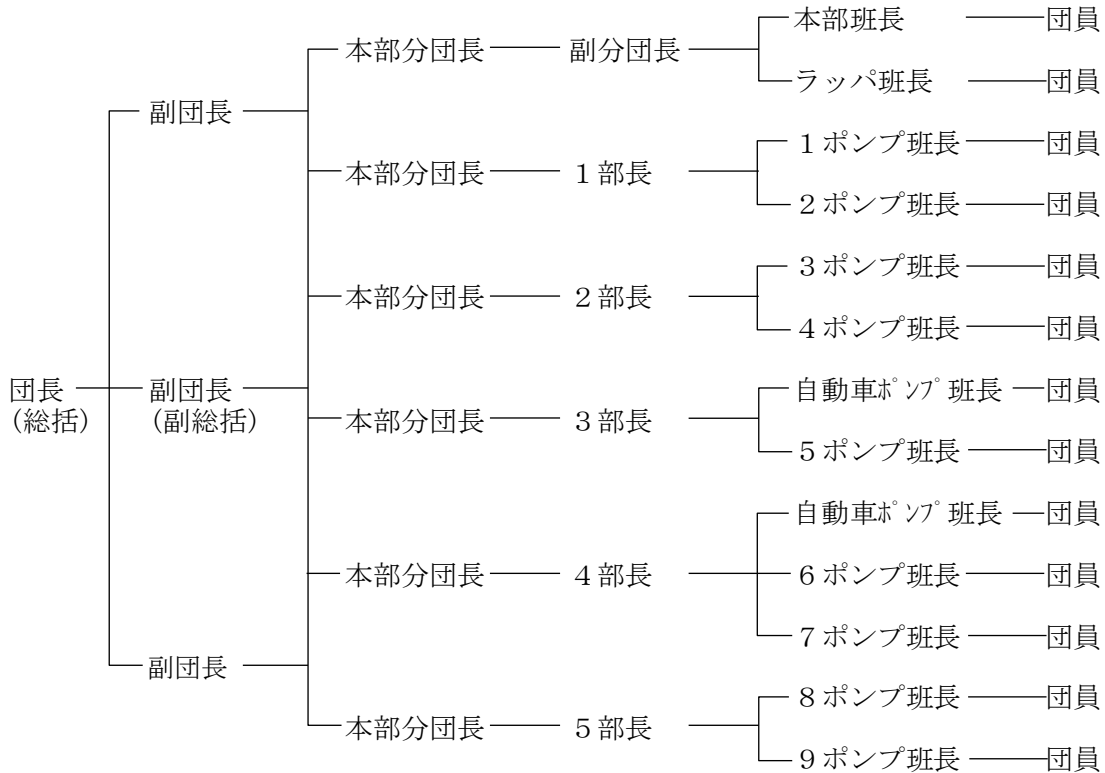 本部班長 団員
本部分団長 副分団長
ラッパ班長 団員
副団長
１ポンプ班長 団員
本部分団長 １部長
２ポンプ班長 団員
３ポンプ班長 団員
本部分団長 ２部長
４ポンプ班長 団員
団長 副団長 自動車ﾎﾟﾝﾌﾟ班長 団員
(総括) (副総括) 本部分団長 ３部長
５ポンプ班長 団員
自動車ﾎﾟﾝﾌﾟ班長 団員
本部分団長 ４部長 ６ポンプ班長 団員
７ポンプ班長 団員
副団長
８ポンプ班長 団員
本部分団長 ５部長
９ポンプ班長 団員